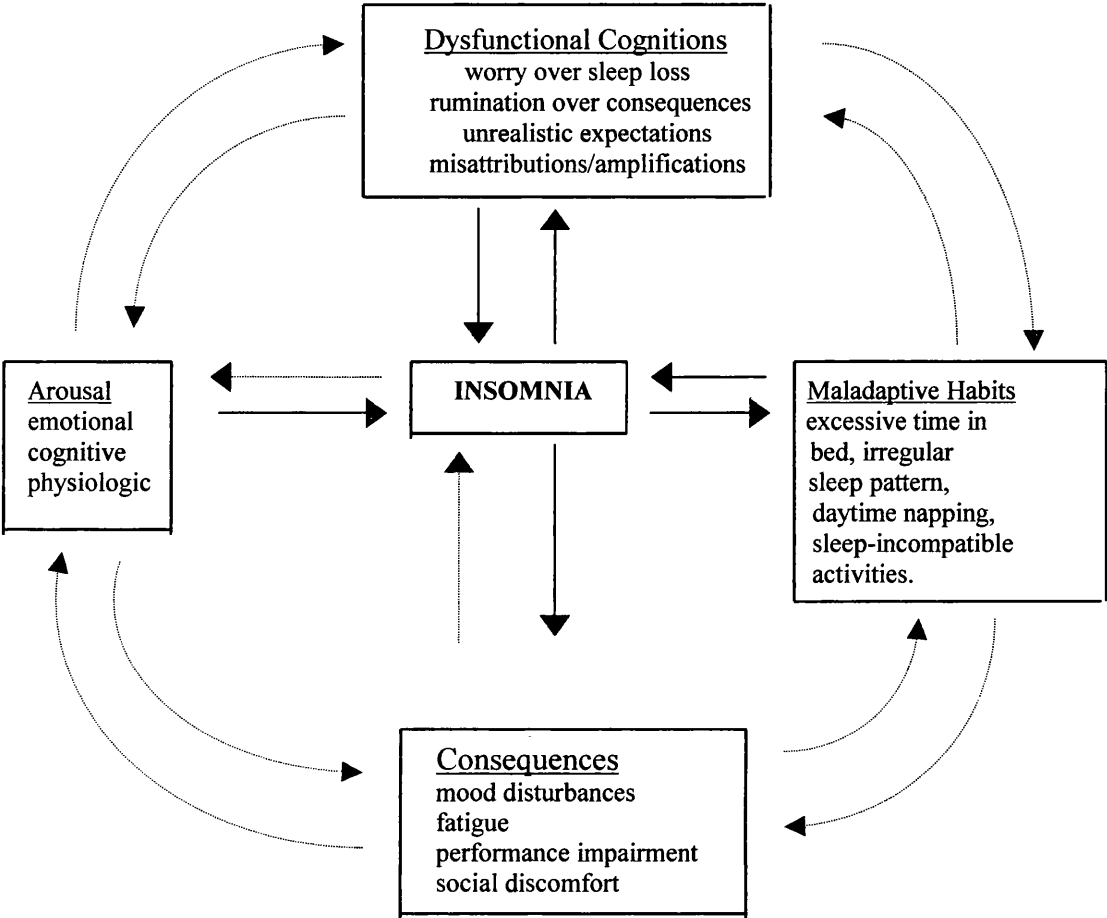 Dysfunctional Cognitions
worry over sleep loss
rumination over consequences
unrealistic expectations
misattributions/amplifications
Arousal
emotional
cognitive
physiologic
INSOMNIA
Maladaptive Habits
excessive time in
bed, irregular
sleep pattern,
daytime napping,
sleep-incompatible
activities.
Consequences
mood disturbances
fatigue
performance impairment
social discomfort